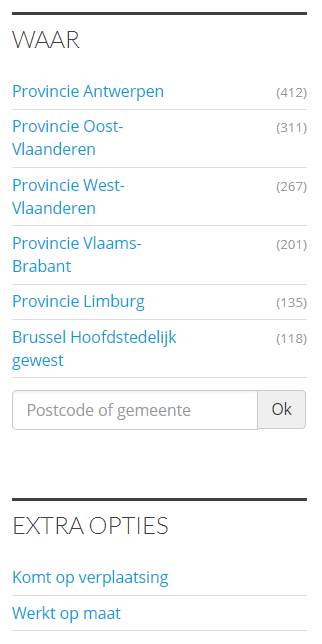 WAAR
Provincie Antwerpen (412)
Provincie Oost- (311)
Vlaanderen
Provincie West- (267)
Vlaanderen
Provincie Vlaams- (201)
Brabant
Provincie Limburg (135)
Brussel Hoofdstedelijk (118)
gewest
Postcode of gemeente Ok
EXTRA OPTIES
Komt op verplaatsing
Werkt op maat